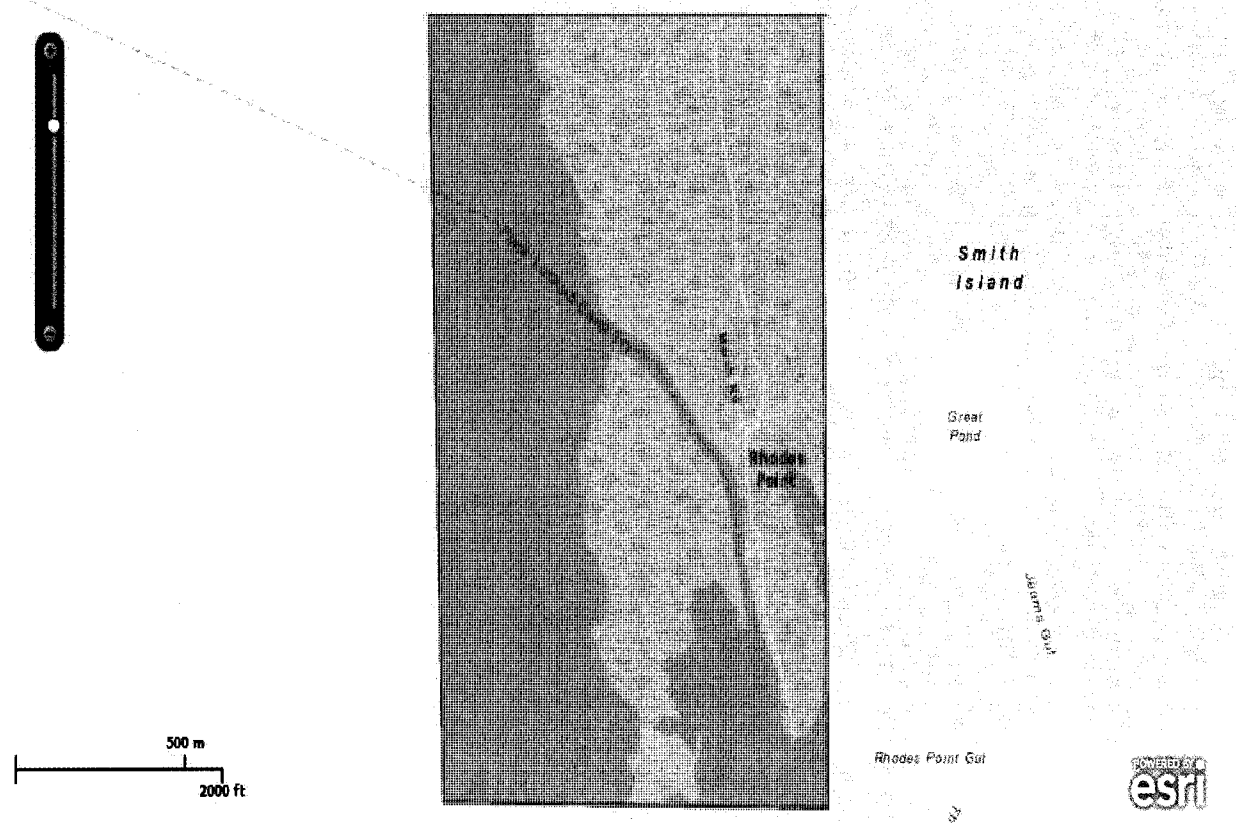 Smith
Island
Great
Pond
Rhodes
Point
500 m
2000 ft
Rhodes Point Gut
POWERED BY
esri